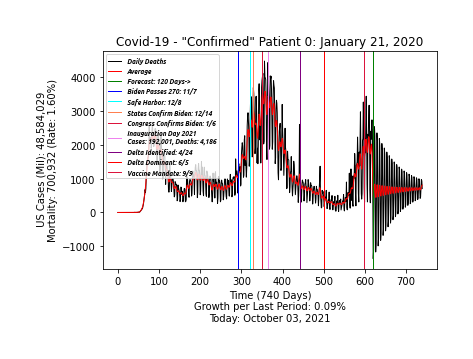 Covid-19 - "Confirmed" Patient 0: January 21, 2020
Daily Deaths
Average
Forecast: 120 Days->
Biden Passes 270: 11/7
Safe Harbor: 12/8
States Confirm Biden: 12/14
Congress Confirms Biden: 1/6
Inauguration Day 2021
Cases: 192,001, Deaths: 4,186
Delta Identified: 4/24
Delta Dominant: 6/5
Vaccine Mandate: 9/9
US Cases (Mil): 48,584,029
Mortality: 700,932 (Rate: 1.60%)
4000
3000
2000
1000
0
−1000
0 100 200 300 400 500 600 700
Time (740 Days)
Growth per Last Period: 0.09%
Today: October 03, 2021